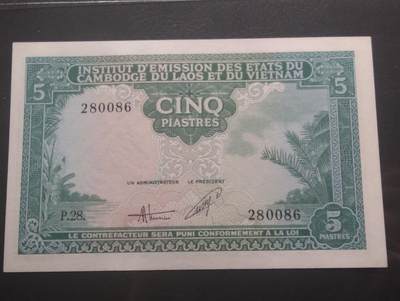 INSTITUT D'EMISSION DES ETATS DU
CAMBODGE DU LAOS ET DU VIETNAM
5
5
280086
CINQ
PIASTRES
UN ADMINISTRATEUR LE PRÉSIDENT
P.28.
280086
5
PIASTRES
LE CONTREFACTEUR SERA PUNI CONFORMEMENT A LA LOI